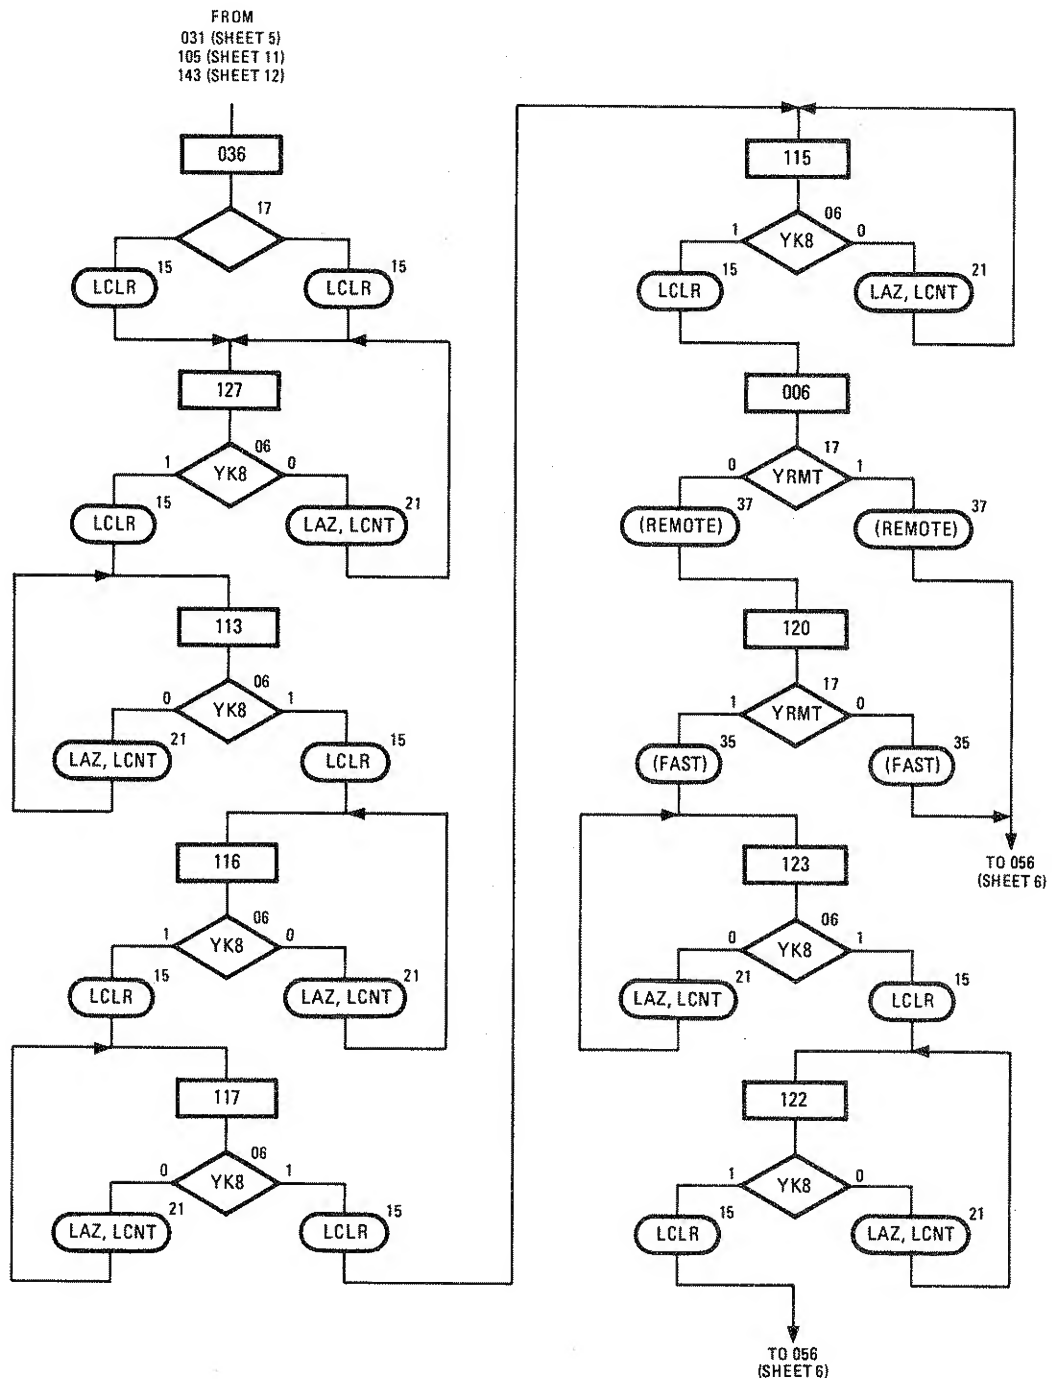 FROM
031 (SHEET 5)
105 (SHEET 11)
143 (SHEET 12)
036
17
15
LCLR
15
LCLR
127
06
1
YK8
0
15
LCLR
21
LAZ, LCNT
113
06
0
YK8
1
21
LAZ, LCNT
15
LCLR
116
06
1
YK8
0
15
LCLR
21
LAZ, LCNT
117
06
0
YK8
1
21
LAZ, LCNT
15
LCLR
115
06
1
YK8
0
15
LCLR
21
LAZ, LCNT
006
17
0
YRMT
1
37
(REMOTE)
37
(REMOTE)
120
17
1
YRMT
0
35
(FAST)
35
(FAST)
TO 056
(SHEET 6)
123
06
0
YK8
1
21
LAZ, LCNT
15
LCLR
122
1
YK8
0
15
LCLR
21
LAZ, LCNT
TO 056
(SHEET 6)